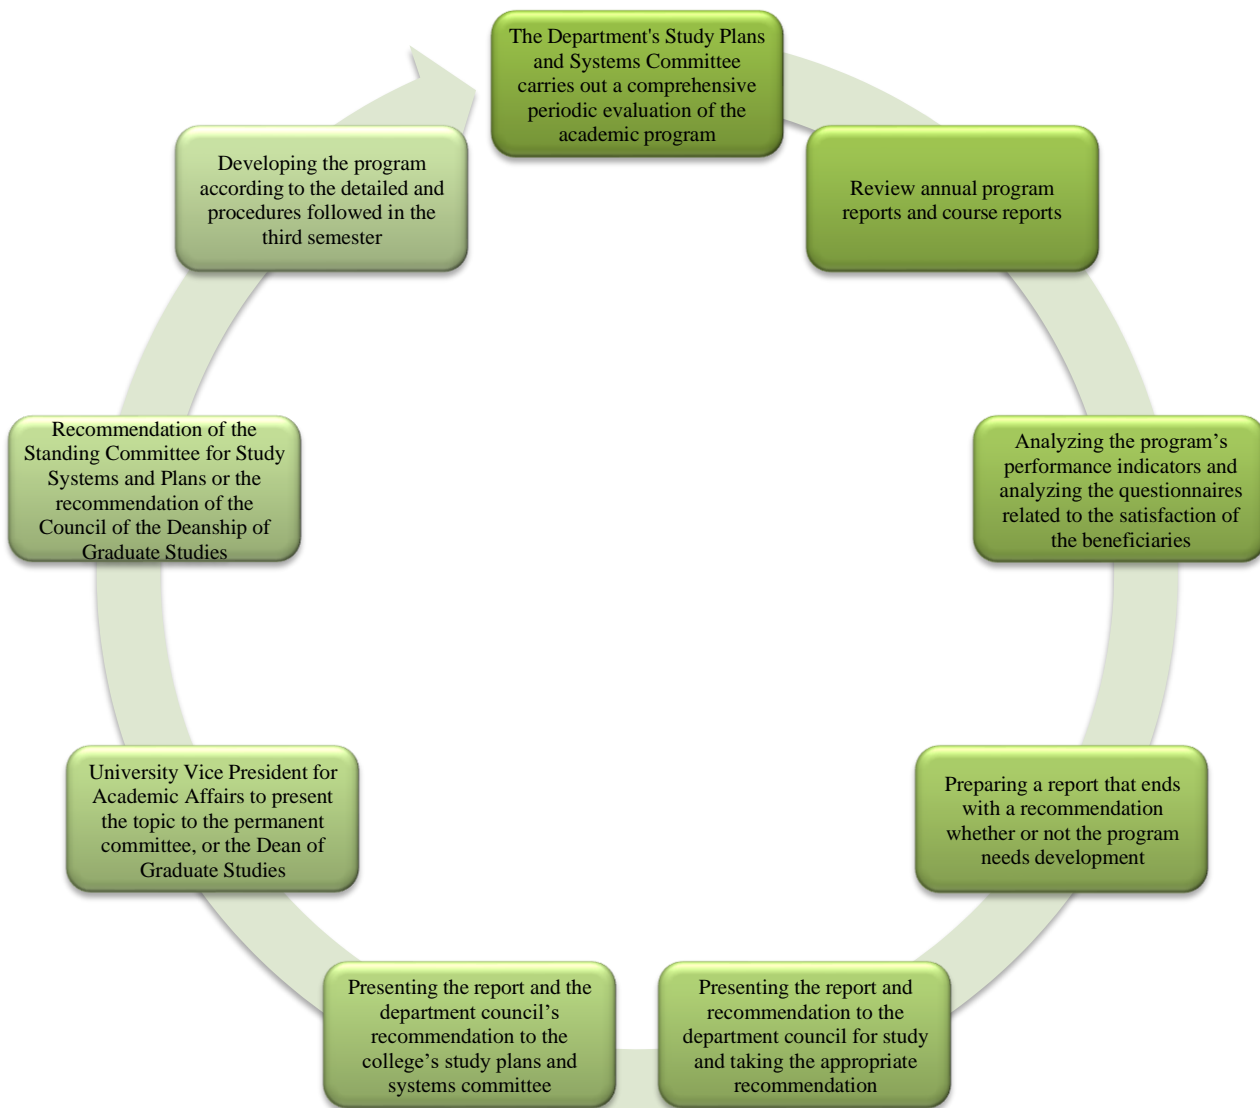 The Department's Study Plans
and Systems Committee
carries out a comprehensive
periodic evaluation of the
academic program
Review annual program
reports and course reports
Analyzing the program’s
performance indicators and
analyzing the questionnaires
related to the satisfaction of
the beneficiaries
Preparing a report that ends
with a recommendation
whether or not the program
needs development
Presenting the report and
recommendation to the
department council for study
and taking the appropriate
recommendation
Presenting the report and the
department council’s
recommendation to the
college’s study plans and
systems committee
University Vice President for
Academic Affairs to present
the topic to the permanent
committee, or the Dean of
Graduate Studies
Recommendation of the
Standing Committee for Study
Systems and Plans or the
recommendation of the
Council of the Deanship of
Graduate Studies
Developing the program
according to the detailed and
procedures followed in the
third semester